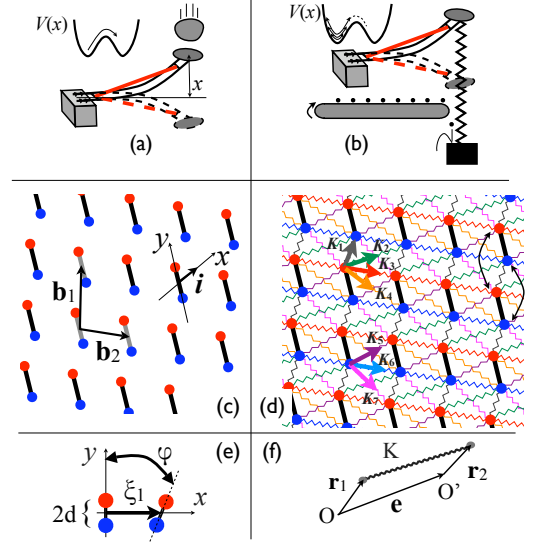 V(x)
x
(a)
V(x)
(b)
y
x
i
b1
b2
(c)
K1
K2
K3
K4
K5
K6
K7
(d)
y
φ
(e)
ξ1
x
2d {
(f)
K
r1
r2
O
e
O'